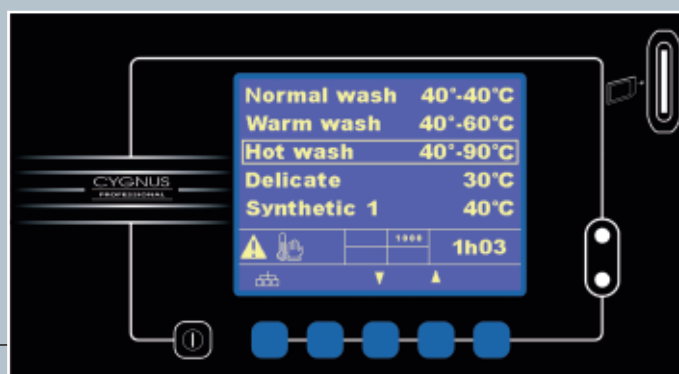 Normal wash 40°-40°C
Warm wash 40°-60°C
Hot wash 40°-90°C
Delicate 30°C
Synthetic 1 40°C
1000 1h03
CYGNUS
PROFESSIONAL